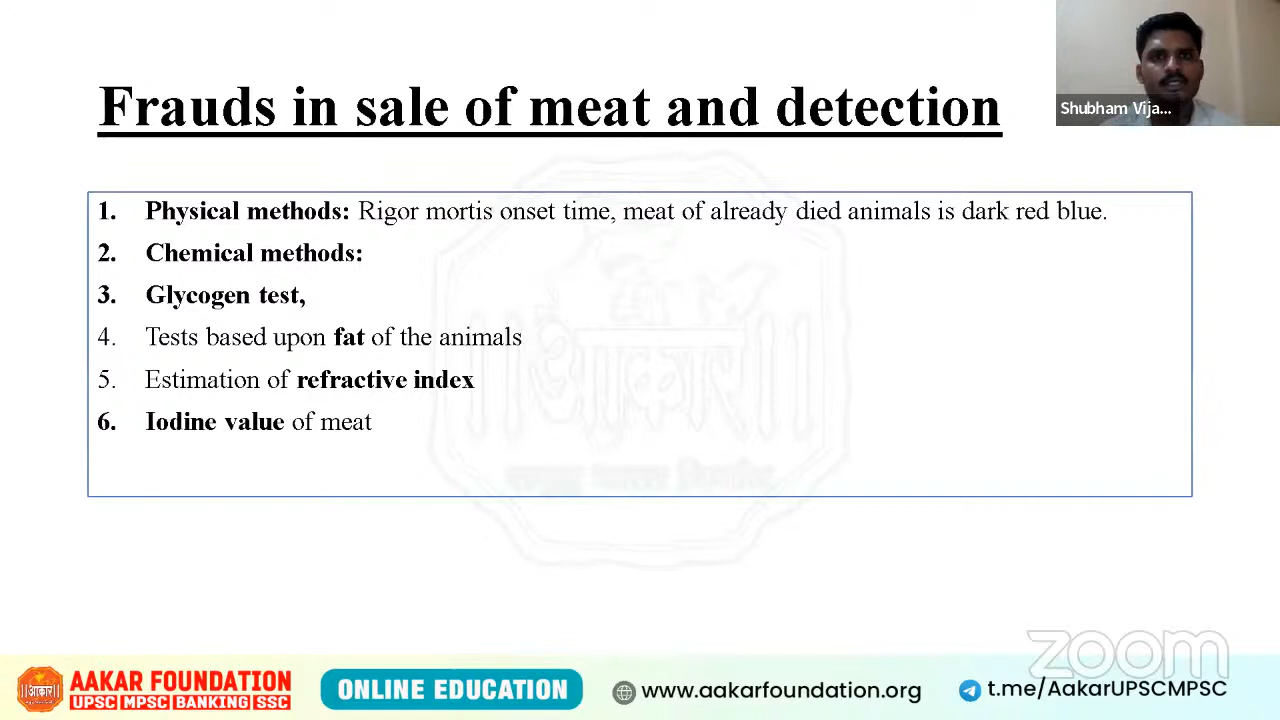 Frauds in sale of meat and detection
Shubham Vija...
1. Physical methods: Rigor mortis onset time, meat of already died animals is dark red blue.
2. Chemical methods:
3. Glycogen test,
4. Tests based upon fat of the animals
5. Estimation of refractive index
6. Iodine value of meat
॥आकार॥
zoom
॥आकार॥
AAKAR FOUNDATION
UPSC MPSC BANKING SSC
ONLINE EDUCATION
www.aakarfoundation.org
t.me/AakarUPSCMPSC